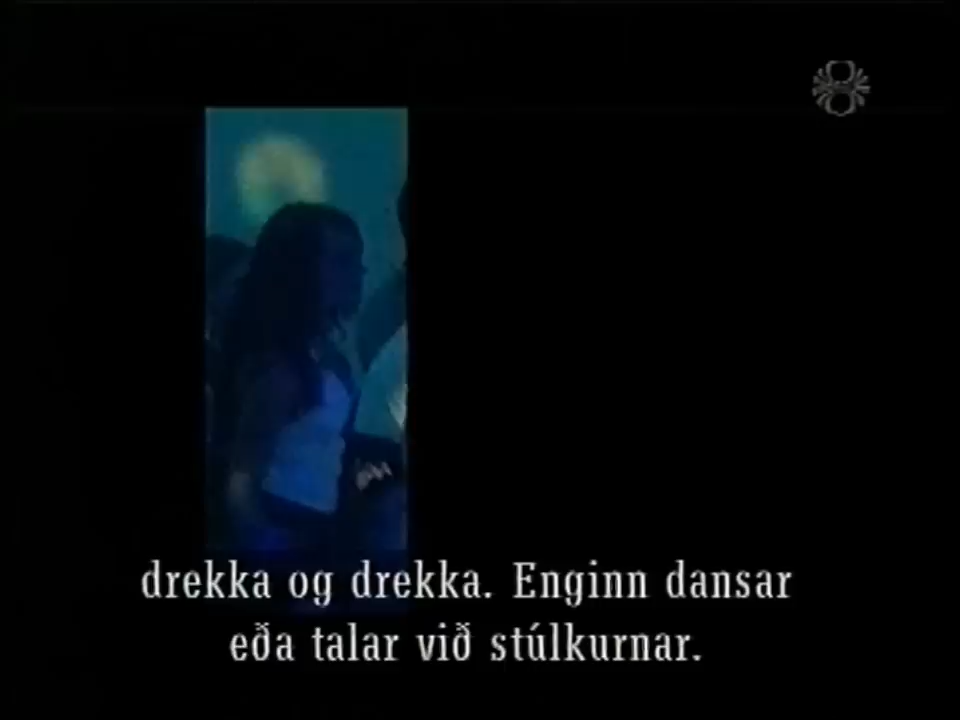 drekka og drekka. Enginn dansar
eða talar við stúlkurnar.